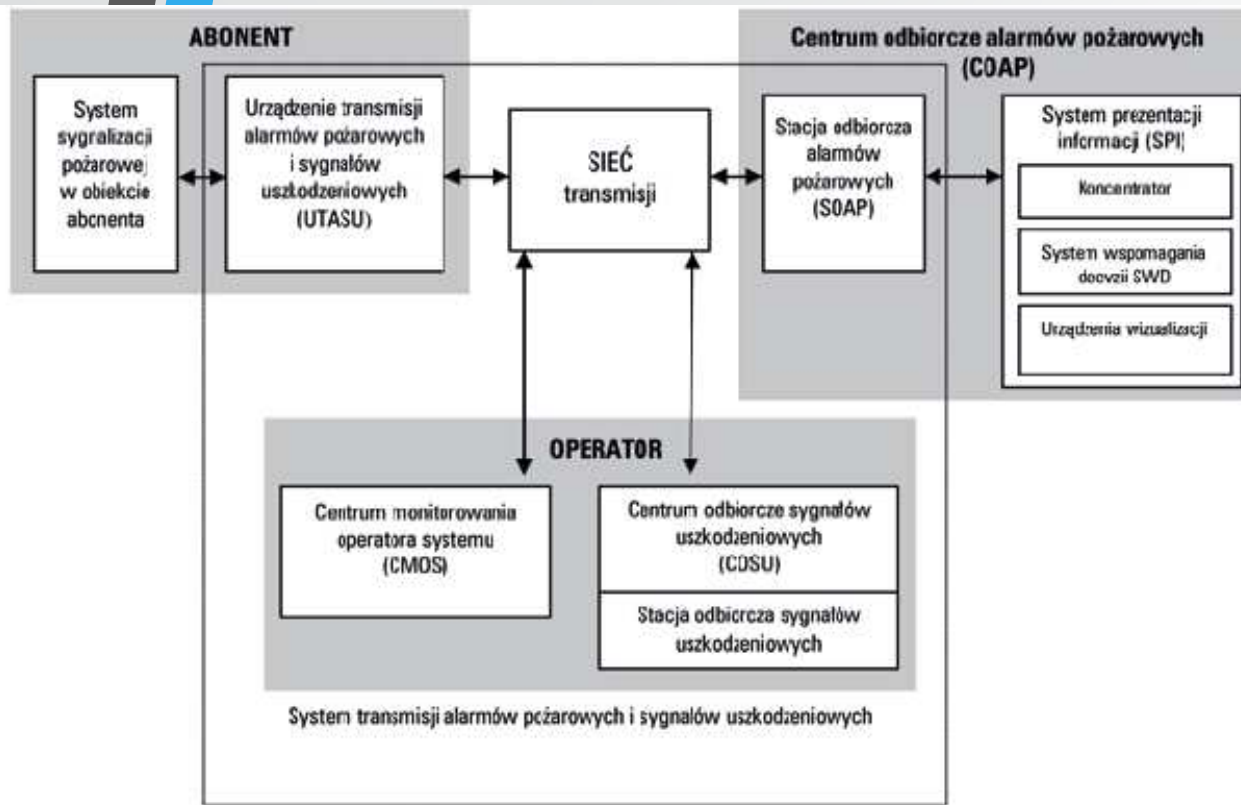 ABONENT
System
sygralizacji
pożarowej
w obiekcie
abonenta
Urządzenie transmisji
alarmów pożarowych
i sygnałów
uszkodzeniowych
(UTASU)
SIEĆ
transmisji
Centrum odbiorcze alarmów pożarowych
(COAP)
Stacja odbiorcza
alarmów
pożarowych
(SOAP)
System prezentacji
informacji (SPI)
Koncentrator
System wspomagania
decyzji SWD
Urządzenia wizualizacji
OPERATOR
Centrum monitorowania
operatora systemu
(CMOS)
Centrum odbiorcze sygnałów
uszkodzeniowych
(COSU)
Stacja odbiorcza sygnałów
uszkodzeniowych
System transmisji alarmów pożarowych i sygnałów uszkodzeniowych